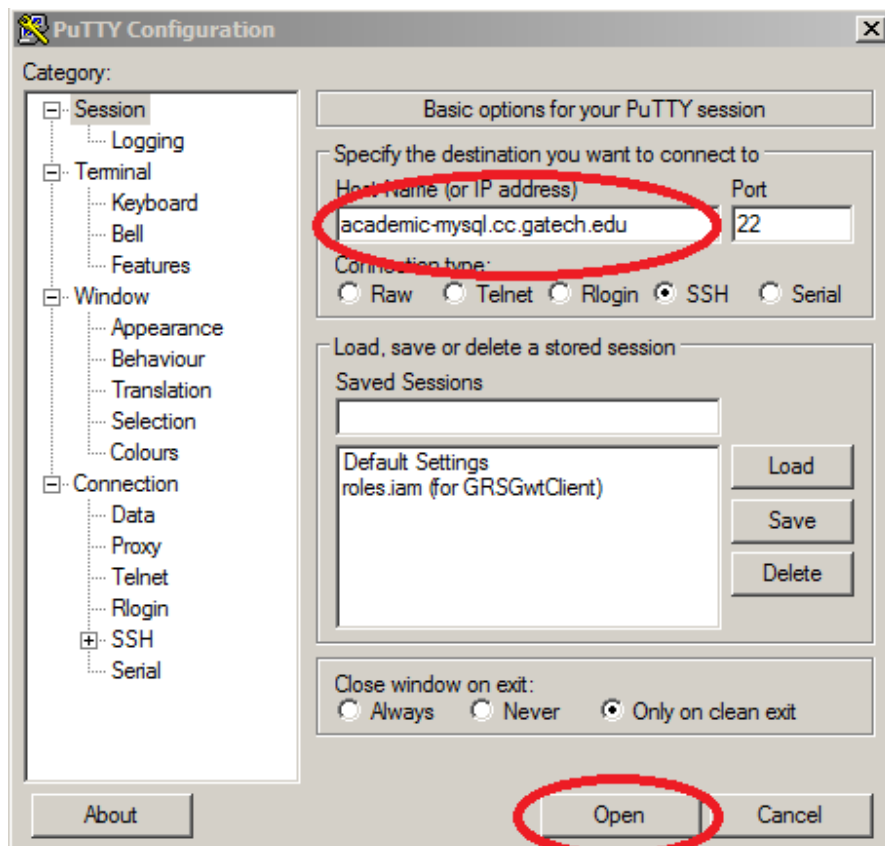 PuTTY Configuration
Category:
Session
Logging
Terminal
Keyboard
Bell
Features
Window
Appearance
Behaviour
Translation
Selection
Colours
Connection
Data
Proxy
Telnet
Rlogin
SSH
Serial
Basic options for your PuTTY session
Specify the destination you want to connect to
Host Name (or IP address) Port
academic-mysql.cc.gatech.edu 22
Connection type:
Raw Telnet Rlogin SSH Serial
Load, save or delete a stored session
Saved Sessions
Default Settings
roles.iam (for GRSGwtClient)
Load
Save
Delete
Close window on exit:
Always Never Only on clean exit
About Open Cancel